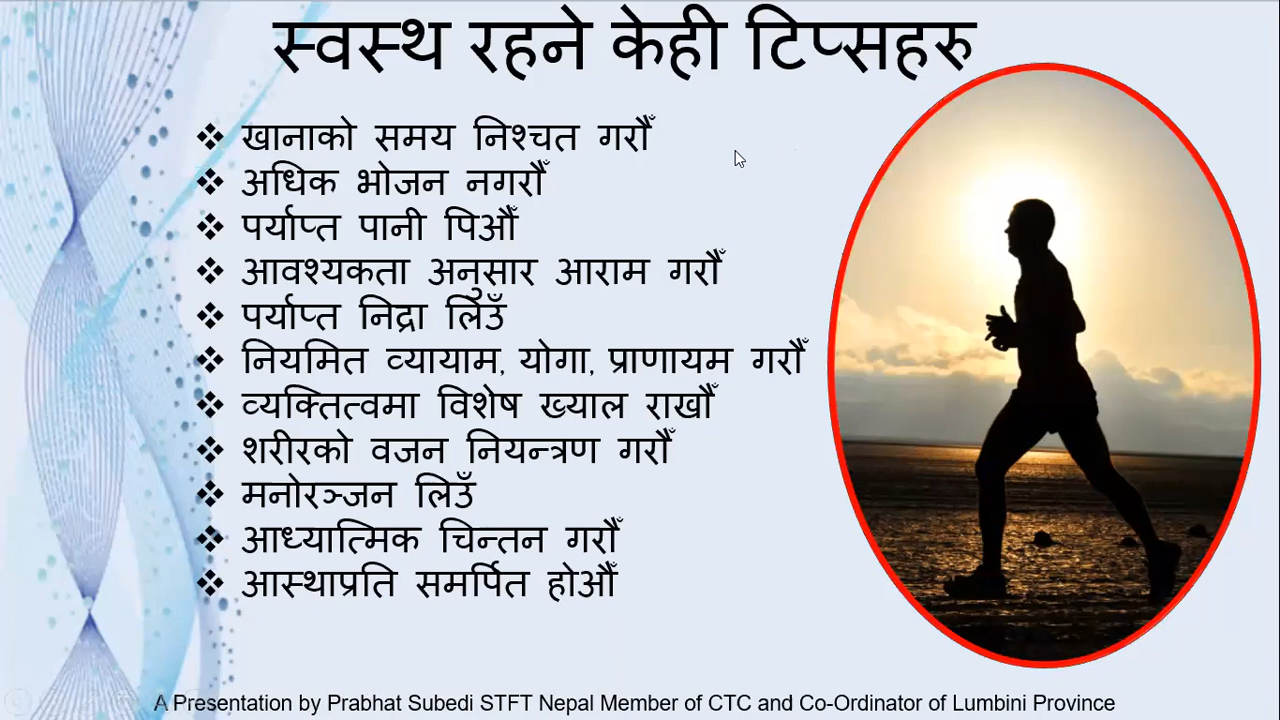 स्वस्थ रहने केही टिप्सहरु
❖ खानाको समय निश्चत गरौँ
❖ अधिक भोजन नगरौँ
❖ पर्याप्त पानी पिऔँ
❖ आवश्यकता अनुसार आराम गरौँ
❖ पर्याप्त निद्रा लिउँ
❖ नियमित व्यायाम, योगा, प्राणायम गरौँ
❖ व्यक्तित्वमा विशेष ख्याल राखौँ
❖ शरीरको वजन नियन्त्रण गरौँ
❖ मनोरञ्जन लिउँ
❖ आध्यात्मिक चिन्तन गरौँ
❖ आस्थाप्रति समर्पित होऔँ
A Presentation by Prabhat Subedi STFT Nepal Member of CTC and Co-Ordinator of Lumbini Province